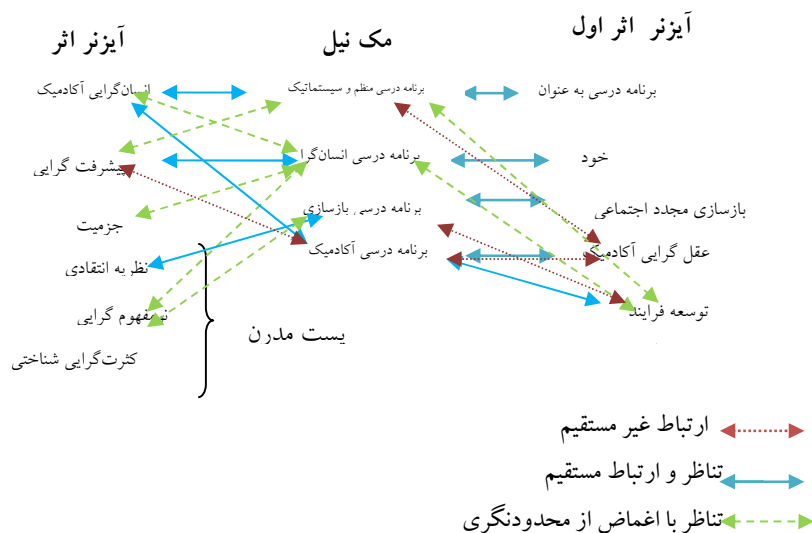 آیزنر اثر اول
مک نیل
آیزنر اثر
برنامه درسی به عنوان
برنامه درسی منظم و سیستماتیک
انسان‌گرایی آکادمیک
خود
برنامه درسی انسان‌گرا
پیشرفت گرایی
بازسازی مجدد اجتماعی
برنامه درسی بازسازی
جزمیت
عقل گرایی آکادمیک
برنامه درسی آکادمیک
نظریه انتقادی
توسعه فرایند
نومفهوم گرایی
پست مدرن
کثرت‌گرایی شناختی
ارتباط غیر مستقیم
تناظر و ارتباط مستقیم
تناظر با اغماض از محدودنگری